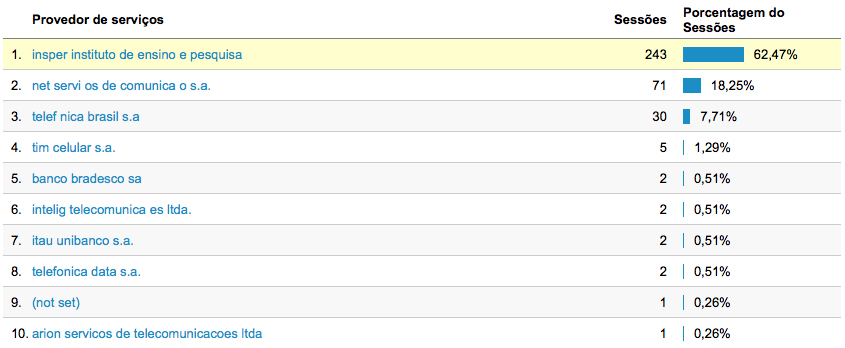 Provedor de serviços Sessões Porcentagem do Sessões
1. insper instituto de ensino e pesquisa 243 62,47%
2. net servi os de comunica o s.a. 71 18,25%
3. telef nica brasil s.a 30 7,71%
4. tim celular s.a. 5 1,29%
5. banco bradesco sa 2 0,51%
6. intelig telecomunica es ltda. 2 0,51%
7. itau unibanco s.a. 2 0,51%
8. telefonica data s.a. 2 0,51%
9. (not set) 1 0,26%
10. arion servicos de telecomunicacoes ltda 1 0,26%